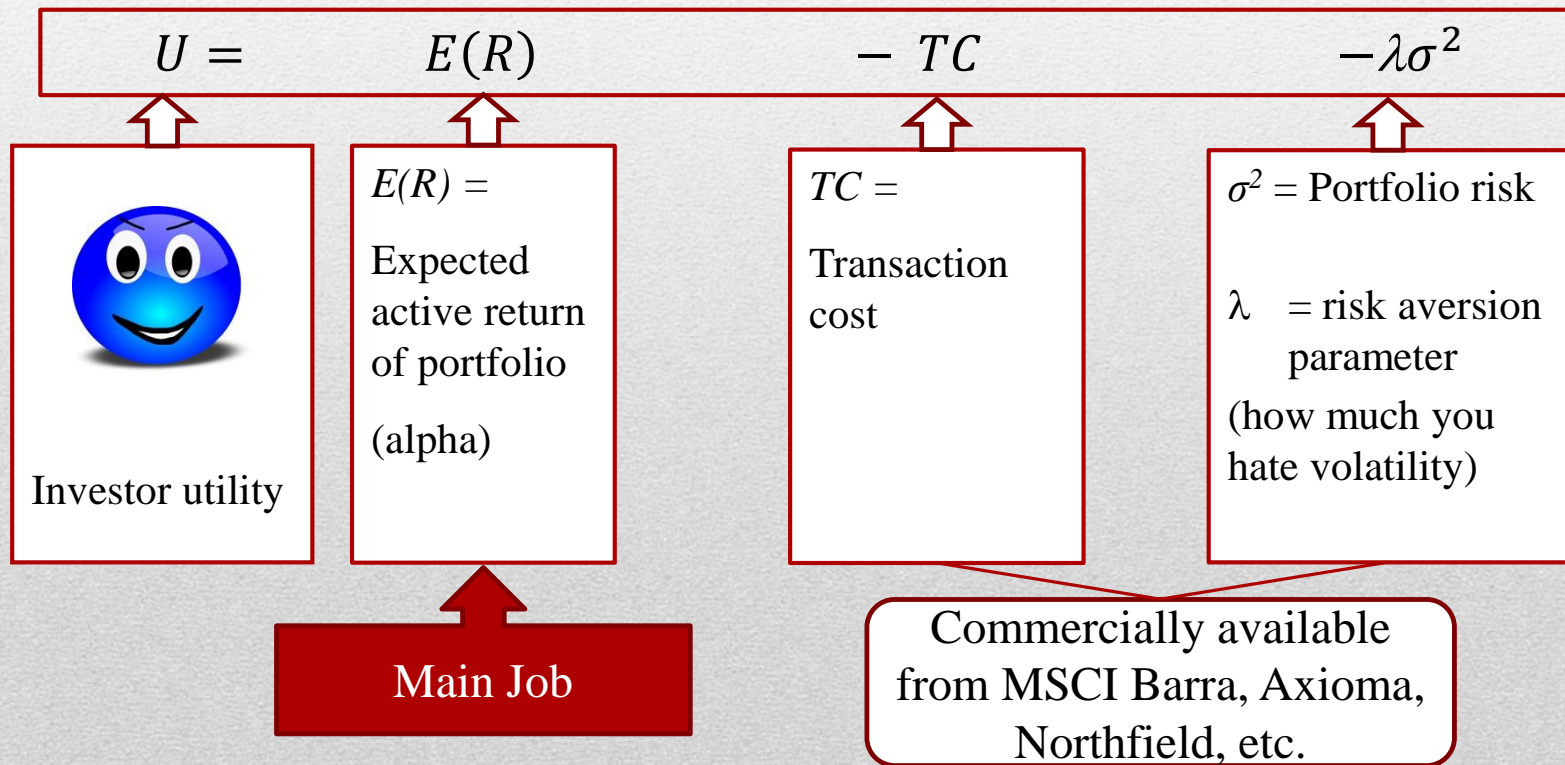 U = E(R) − TC −λσ²
Investor utility
E(R) =
Expected
active return
of portfolio
(alpha)
TC =
Transaction
cost
σ² = Portfolio risk
λ = risk aversion
parameter
(how much you
hate volatility)
Main Job
Commercially available
from MSCI Barra, Axioma,
Northfield, etc.